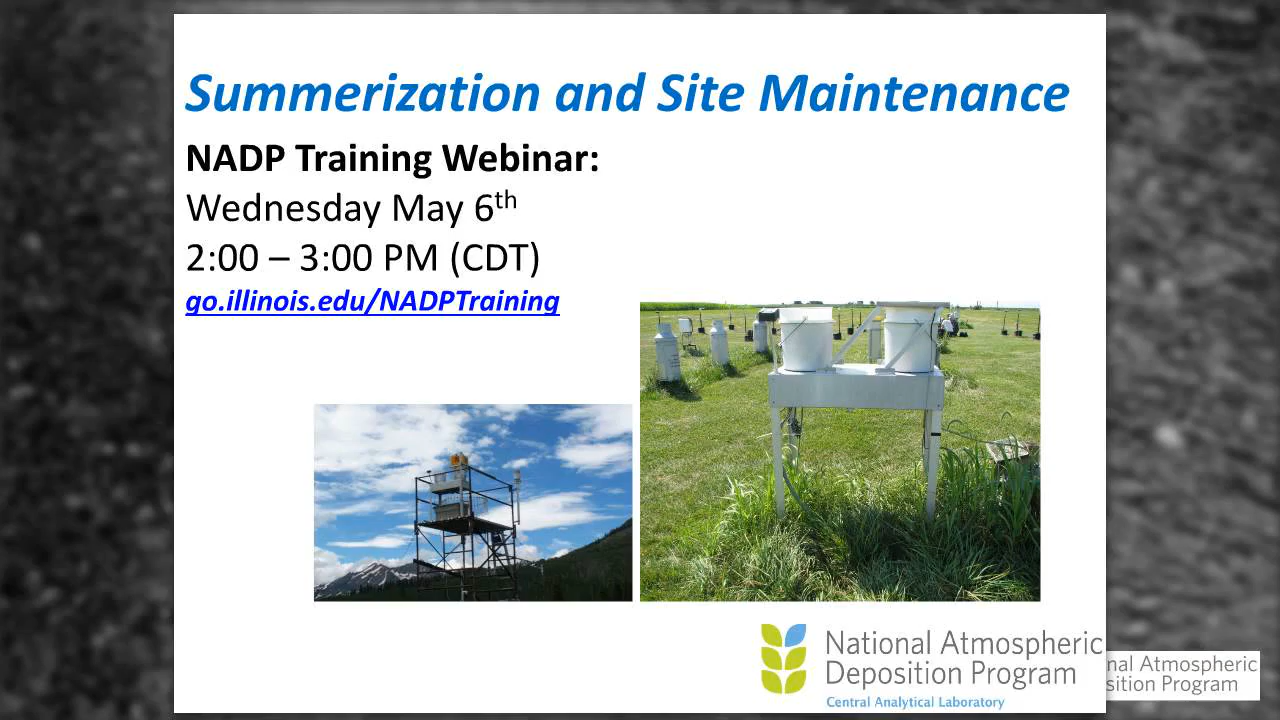 Summerization and Site Maintenance
NADP Training Webinar:
Wednesday May 6th
2:00 – 3:00 PM (CDT)
go.illinois.edu/NADPTraining
National Atmospheric
Deposition Program
Central Analytical Laboratory
nal Atmospheric
sition Program